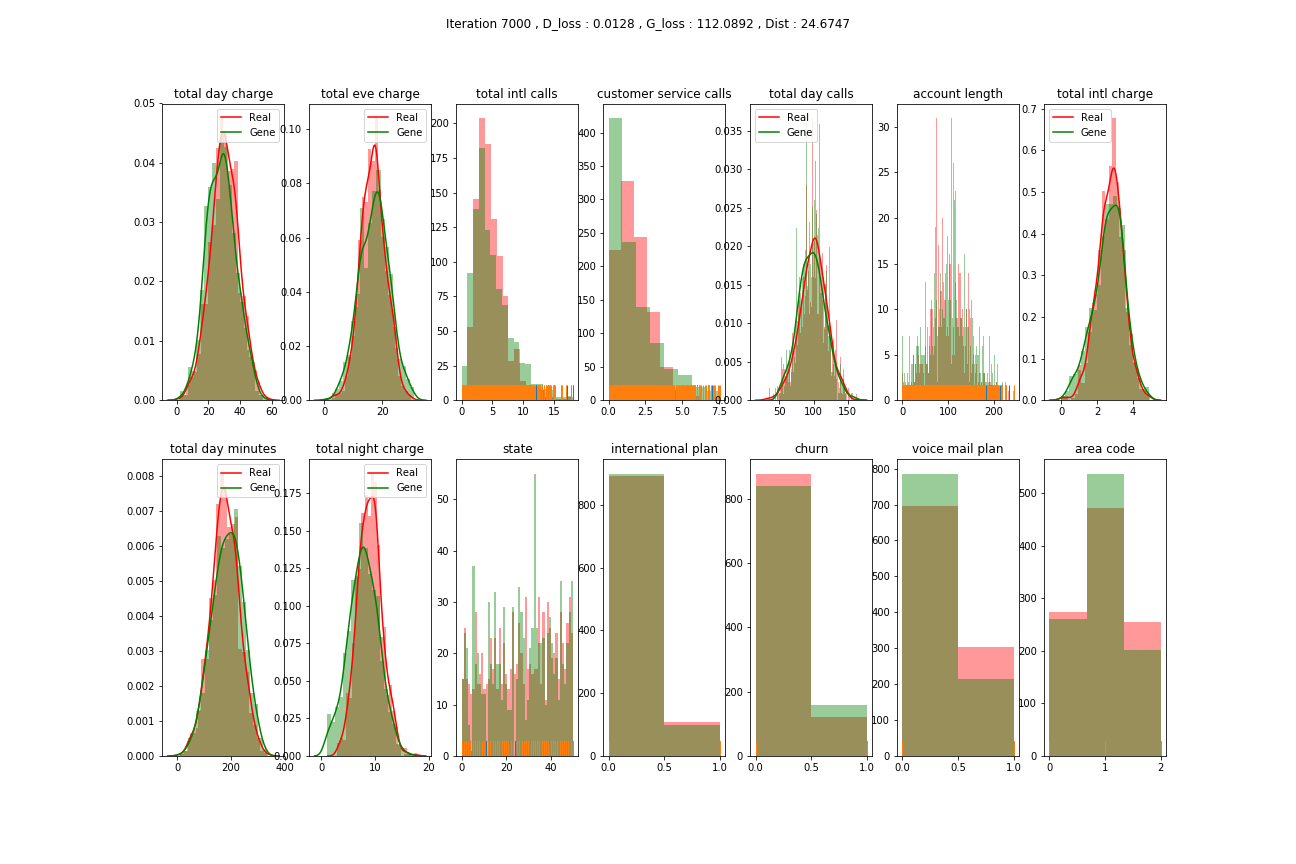 Iteration 7000 , D_loss : 0.0128 , G_loss : 112.0892 , Dist : 24.6747
total day charge
0.05
0.04
0.03
0.02
0.01
0.00
0 20 40 60
Real
Gene
total eve charge
0.10
0.08
0.06
0.04
0.02
0.00
0 20
Real
Gene
total intl calls
200
175
150
125
100
75
50
25
0
0 5 10 15
customer service calls
400
350
300
250
200
150
100
50
0
0.0 2.5 5.0 7.5
total day calls
0.035
0.030
0.025
0.020
0.015
0.010
0.005
0.000
50 100 150
Real
Gene
account length
30
25
20
15
10
5
0
0 100 200
total intl charge
0.7
0.6
0.5
0.4
0.3
0.2
0.1
0.0
0 2 4
Real
Gene
total day minutes
0.008
0.007
0.006
0.005
0.004
0.003
0.002
0.001
0.000
0 200 400
Real
Gene
total night charge
0.175
0.150
0.125
0.100
0.075
0.050
0.025
0.000
0 10 20
Real
Gene
state
50
40
30
20
10
0
0 20 40
international plan
800
600
400
200
0
0.0 0.5 1.0
churn
800
600
400
200
0
0.0 0.5 1.0
voice mail plan
800
700
600
500
400
300
200
100
0
0.0 0.5 1.0
area code
500
400
300
200
100
0
0 1 2